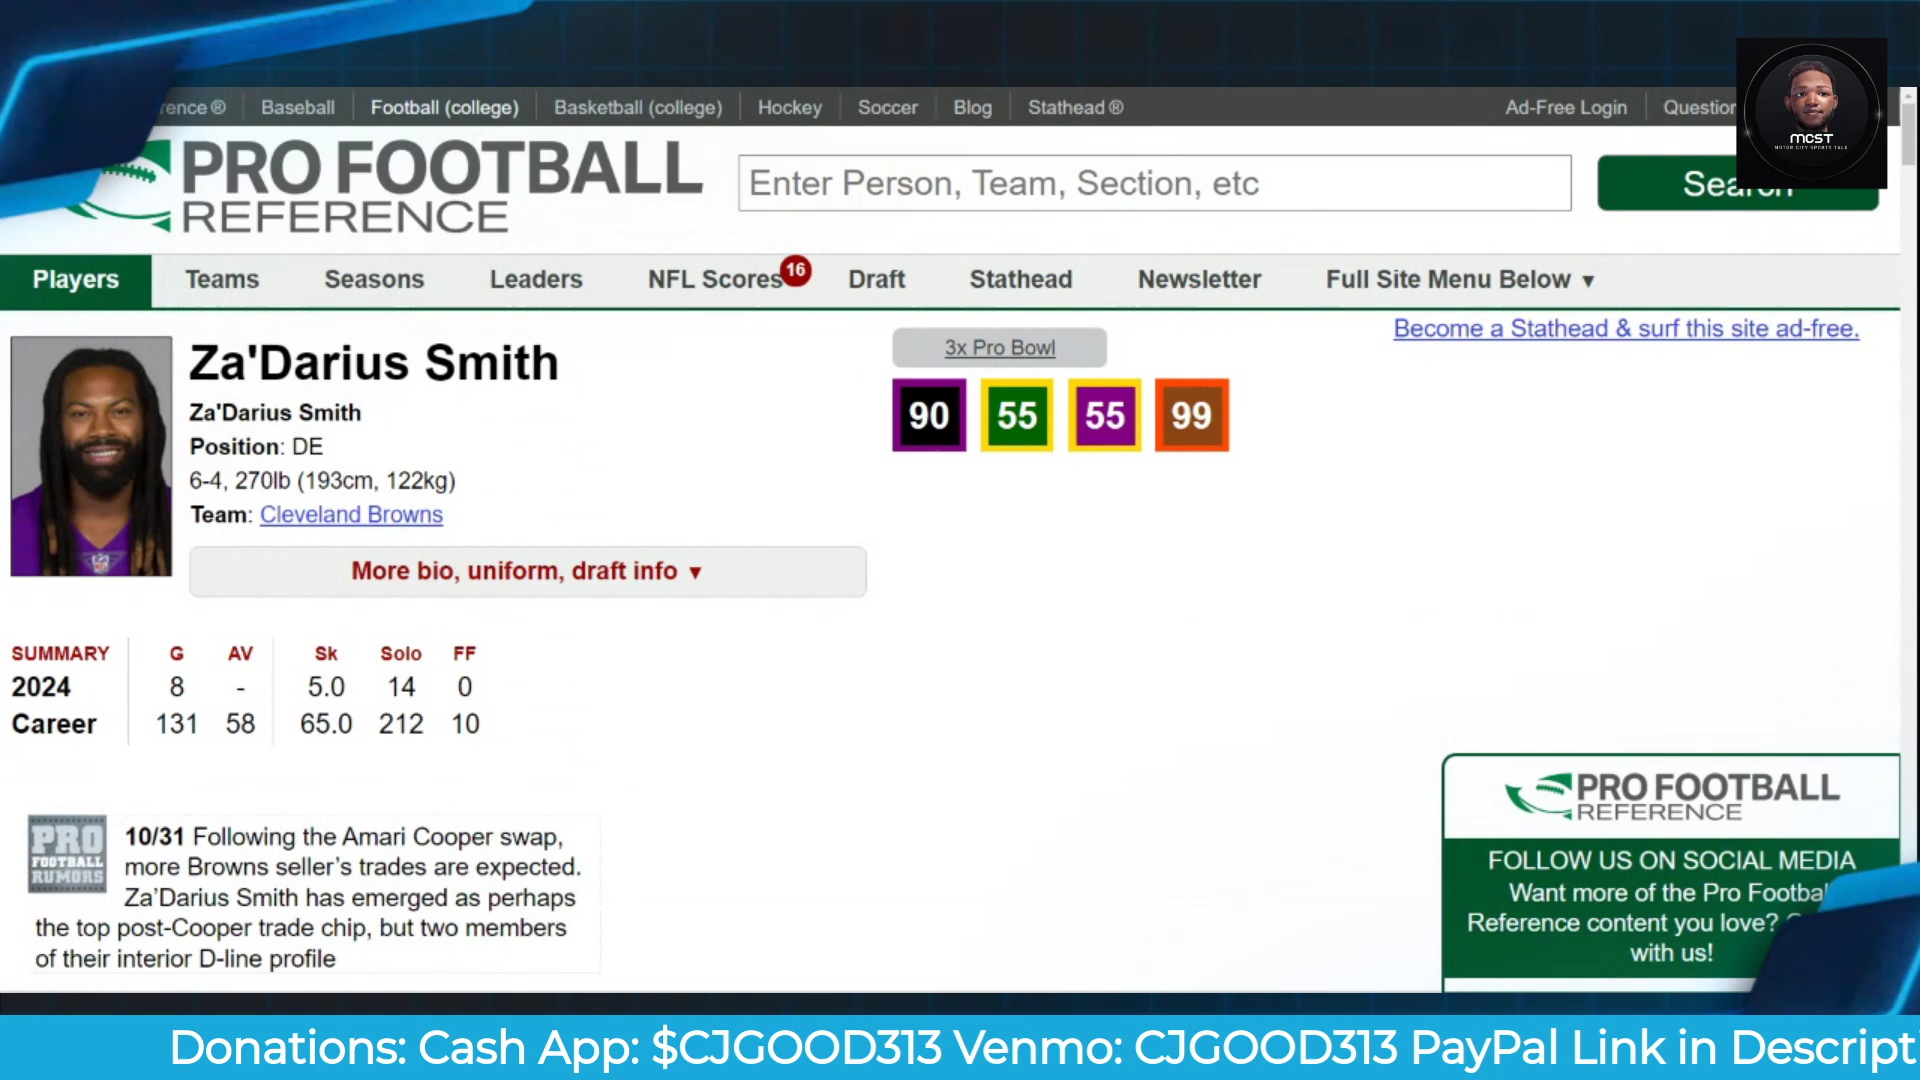 rence ® Baseball Football (college) Basketball (college) Hockey Soccer Blog Stathead ® Ad-Free Login Question
MCST
MOTOR CITY SPORTS TALK
PRO FOOTBALL
REFERENCE
Enter Person, Team, Section, etc
Search
Players Teams Seasons Leaders NFL Scores 16 Draft Stathead Newsletter Full Site Menu Below ▼
Become a Stathead & surf this site ad-free.
Za'Darius Smith
Za'Darius Smith
Position: DE
6-4, 270lb (193cm, 122kg)
Team: Cleveland Browns
More bio, uniform, draft info ▼
3x Pro Bowl
90 55 55 99
SUMMARY G AV Sk Solo FF
2024 8 - 5.0 14 0
Career 131 58 65.0 212 10
PRO
FOOTBALL
RUMORS
10/31 Following the Amari Cooper swap,
more Browns seller’s trades are expected.
Za’Darius Smith has emerged as perhaps
the top post-Cooper trade chip, but two members
of their interior D-line profile
PRO FOOTBALL
REFERENCE
FOLLOW US ON SOCIAL MEDIA
Want more of the Pro Footbal
Reference content you love?
with us!
Donations: Cash App: $CJGOOD313 Venmo: CJGOOD313 PayPal Link in Descript